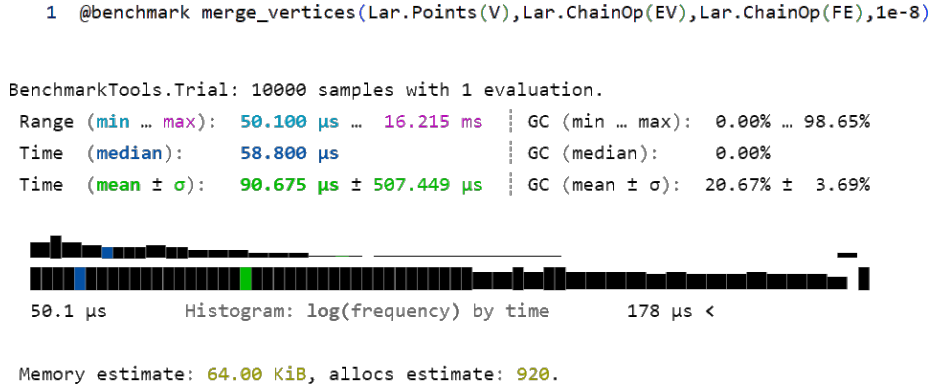 1 @benchmark merge_vertices(Lar.Points(V),Lar.ChainOp(EV),Lar.ChainOp(FE),1e-8)
BenchmarkTools.Trial: 10000 samples with 1 evaluation.
Range (min … max): 50.100 μs … 16.215 ms ┊ GC (min … max): 0.00% … 98.65%
Time (median): 58.800 μs ┊ GC (median): 0.00%
Time (mean ± σ): 90.675 μs ± 507.449 μs ┊ GC (mean ± σ): 20.67% ± 3.69%
50.1 μs Histogram: log(frequency) by time 178 μs <
Memory estimate: 64.00 KiB, allocs estimate: 920.